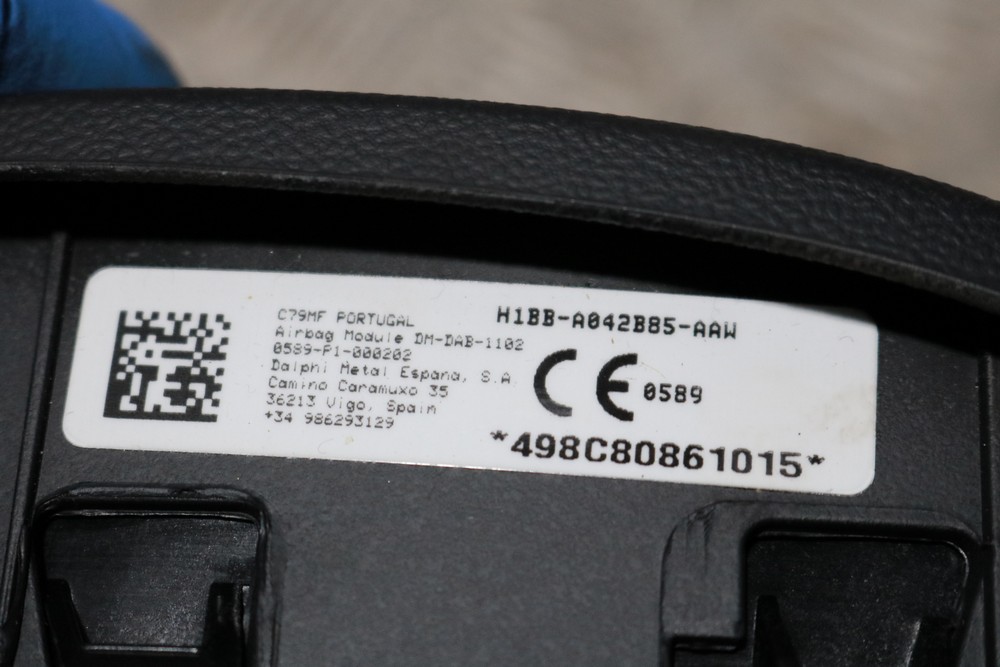 C79MF PORTUGAL
Airbag Module DM-DAB-1102
0589-P1-000202
Dalphi Metal Espana, S.A
Camino Caramuxo 35
36213 Vigo, Spain
+34 986293129
H1BB-A042B85-AAW
CE 0589
*498C80861015*